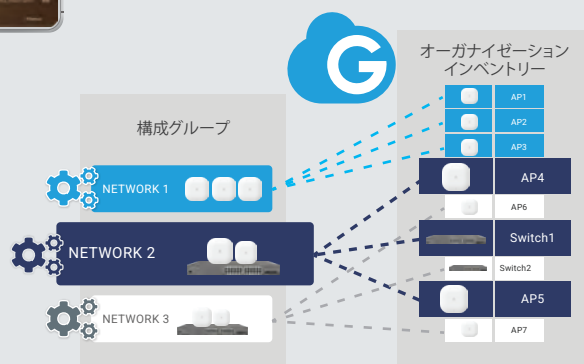 G
オーガナイゼーション
インベントリー
構成グループ
NETWORK 1
NETWORK 2
NETWORK 3
AP1
AP2
AP3
AP4
AP6
Switch1
Switch2
AP5
AP7